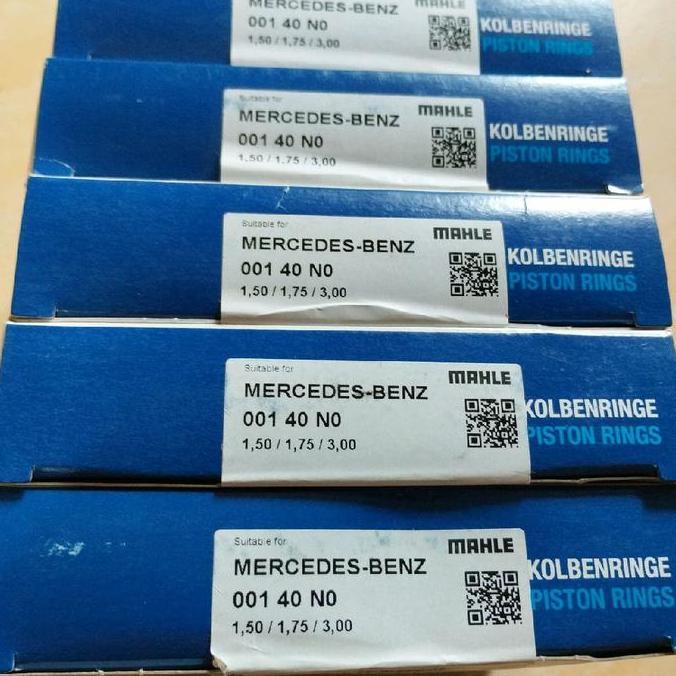 MERCEDES-BENZ
001 40 N0
1,50 / 1,75 / 3,00
KOLBENRINGE
PISTON RINGS
Suitable for
MAHLE
MERCEDES-BENZ
001 40 N0
1,50 / 1,75 / 3,00
KOLBENRINGE
PISTON RINGS
Suitable for
MAHLE
MERCEDES-BENZ
001 40 N0
1,50 / 1,75 / 3,00
KOLBENRINGE
PISTON RINGS
Suitable for
MAHLE
MERCEDES-BENZ
001 40 N0
1,50 / 1,75 / 3,00
KOLBENRINGE
PISTON RINGS
Suitable for
MAHLE
MERCEDES-BENZ
001 40 N0
1,50 / 1,75 / 3,00
KOLBENRINGE
PISTON RINGS